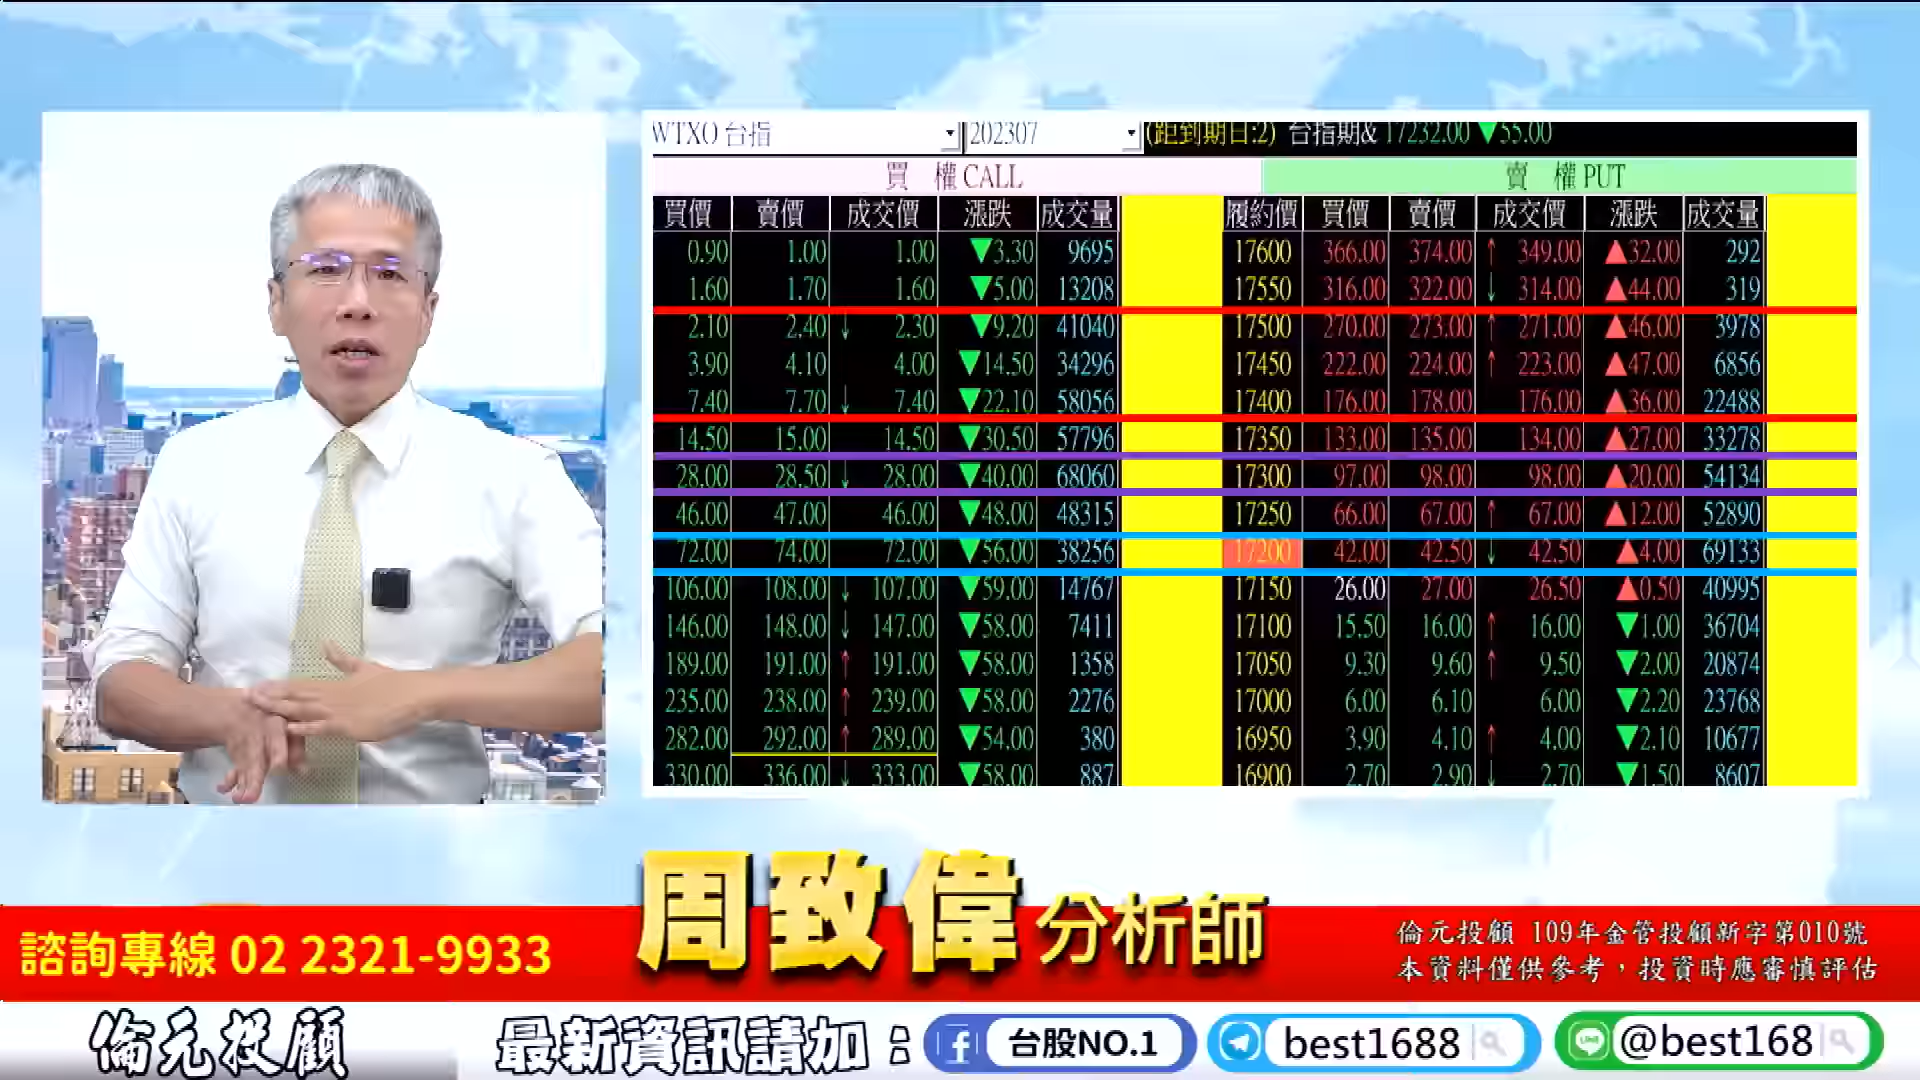 WTXO 台指 202707 (距到期日:2) 台指期& 17232.00 ▼55.00
買 權 CALL 賣 權 PUT
買價 賣價 成交價 漲跌 成交量 履約價 買價 賣價 成交價 漲跌 成交量
0.90 1.00 1.00 ▼3.30 9695 17600 366.00 374.00 ↑ 349.00 ▲32.00 292
1.60 1.70 1.60 ▼5.00 13208 17550 316.00 322.00 ↓ 314.00 ▲44.00 319
2.10 2.40 ↓ 2.30 ▼9.20 41040 17500 270.00 273.00 ↑ 271.00 ▲46.00 3978
3.90 4.10 4.00 ▼14.50 34296 17450 222.00 224.00 ↑ 223.00 ▲47.00 6856
7.40 7.70 ↓ 7.40 ▼22.10 58056 17400 176.00 178.00 176.00 ▲36.00 22488
14.50 15.00 14.50 ▼30.50 57796 17350 133.00 135.00 134.00 ▲27.00 33278
28.00 28.50 ↓ 28.00 ▼40.00 68060 17300 97.00 98.00 98.00 ▲20.00 54134
46.00 47.00 46.00 ▼48.00 48315 17250 66.00 67.00 ↑ 67.00 ▲12.00 52890
72.00 74.00 72.00 ▼56.00 38256 17200 42.00 42.50 ↓ 42.50 ▲4.00 69133
106.00 108.00 ↓ 107.00 ▼59.00 14767 17150 26.00 27.00 26.50 ▲0.50 40995
146.00 148.00 ↓ 147.00 ▼58.00 7411 17100 15.50 16.00 ↑ 16.00 ▼1.00 36704
189.00 191.00 ↑ 191.00 ▼58.00 1358 17050 9.30 9.60 ↑ 9.50 ▼2.00 20874
235.00 238.00 ↑ 239.00 ▼58.00 2276 17000 6.00 6.10 6.00 ▼2.20 23768
282.00 292.00 ↑ 289.00 ▼54.00 380 16950 3.90 4.10 ↑ 4.00 ▼2.10 10677
330.00 336.00 ↓ 333.00 ▼58.00 887 16900 2.70 2.90 ↓ 2.70 ▼1.50 8607
周致偉 分析師
諮詢專線 02 2321-9933
倫元投顧 109年金管投顧新字第010號
本資料僅供參考，投資時應審慎評估
倫元投顧 最新資訊請加： f 台股NO.1 best1688 LINE @best168